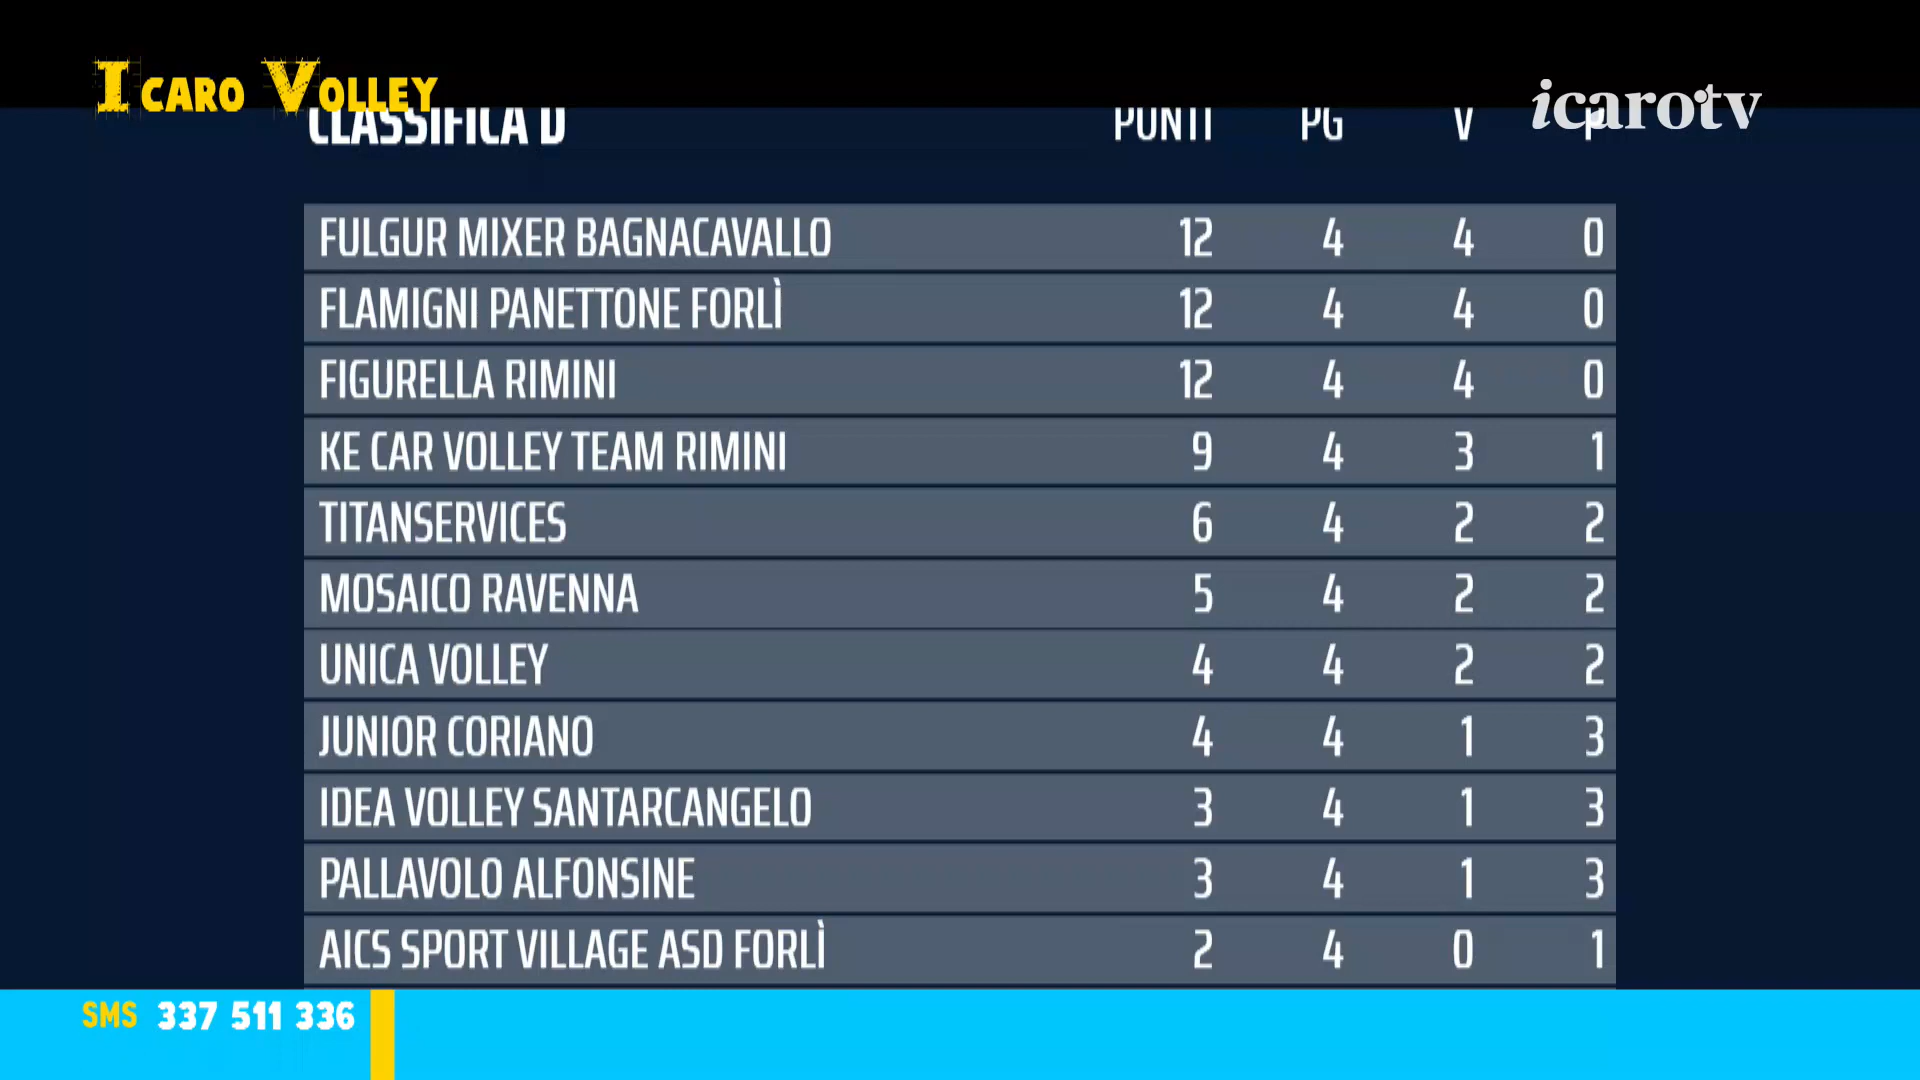 ICARO VOLLEY
icarotv
CLASSIFICA D PUNTI PG V P
FULGUR MIXER BAGNACAVALLO 12 4 4 0
FLAMIGNI PANETTONE FORLÌ 12 4 4 0
FIGURELLA RIMINI 12 4 4 0
KE CAR VOLLEY TEAM RIMINI 9 4 3 1
TITANSERVICES 6 4 2 2
MOSAICO RAVENNA 5 4 2 2
UNICA VOLLEY 4 4 2 2
JUNIOR CORIANO 4 4 1 3
IDEA VOLLEY SANTARCANGELO 3 4 1 3
PALLAVOLO ALFONSINE 3 4 1 3
AICS SPORT VILLAGE ASD FORLÌ 2 4 0 1
SMS 337 511 336